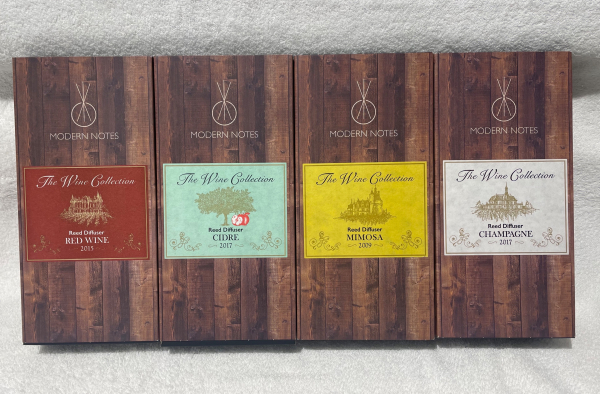 MODERN NOTES
The Wine Collection
Reed Diffuser
RED WINE
2015
MODERN NOTES
The Wine Collection
Reed Diffuser
CIDRE
2017
MODERN NOTES
The Wine Collection
Reed Diffuser
MIMOSA
2009
MODERN NOTES
The Wine Collection
Reed Diffuser
CHAMPAGNE
2017